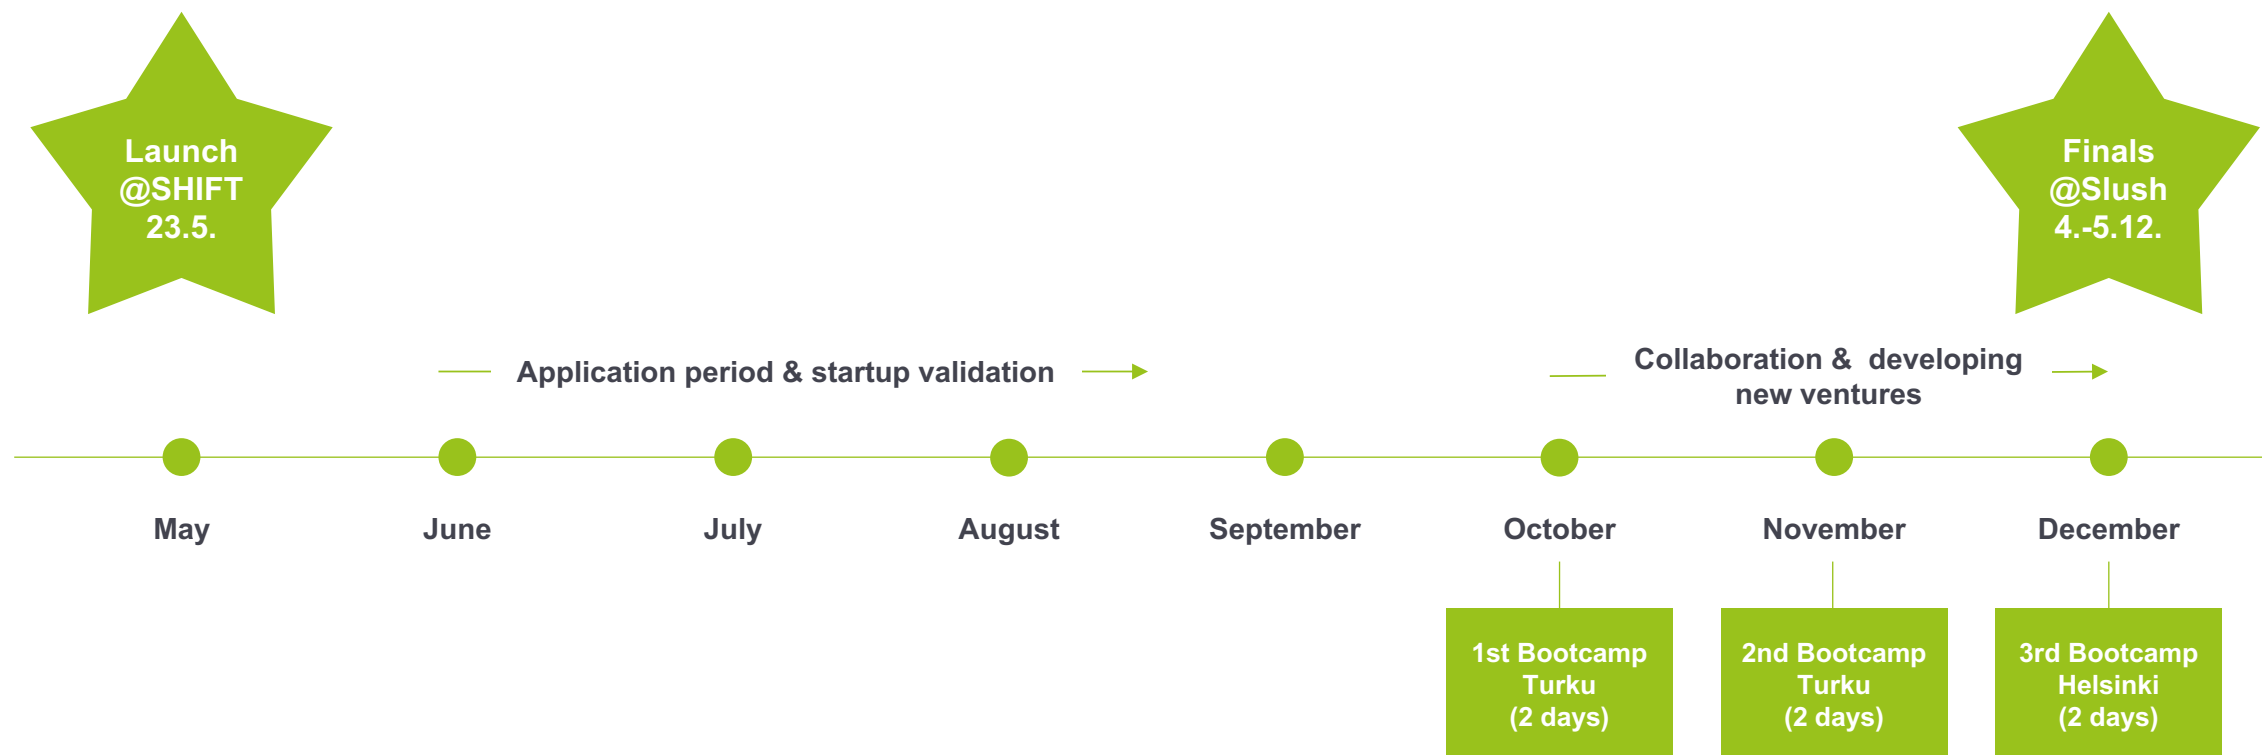 Launch
@SHIFT
23.5.
Finals
@Slush
4.-5.12.
Application period & startup validation
Collaboration &  developing
new ventures
May
June
July
August
September
October
November
December
1st Bootcamp
Turku
(2 days)
2nd Bootcamp
Turku
(2 days)
3rd Bootcamp
Helsinki
(2 days)